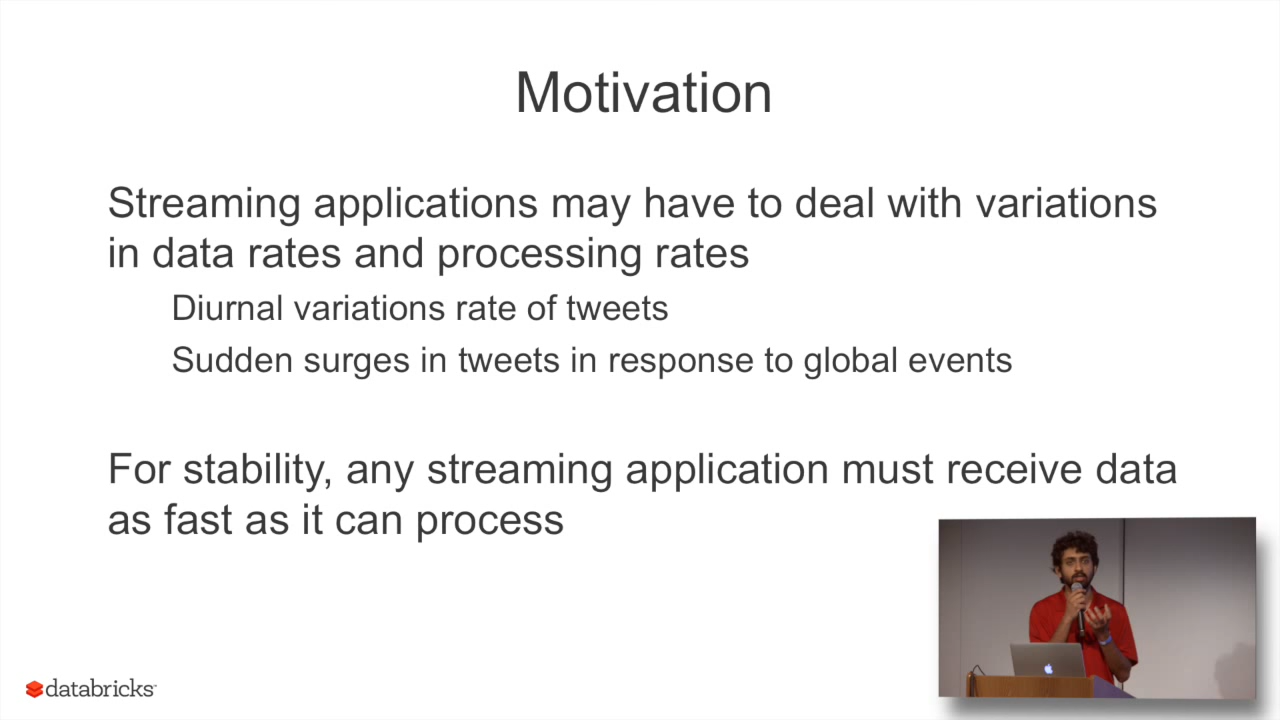 Motivation
Streaming applications may have to deal with variations
in data rates and processing rates
Diurnal variations rate of tweets
Sudden surges in tweets in response to global events
For stability, any streaming application must receive data
as fast as it can process
databricks